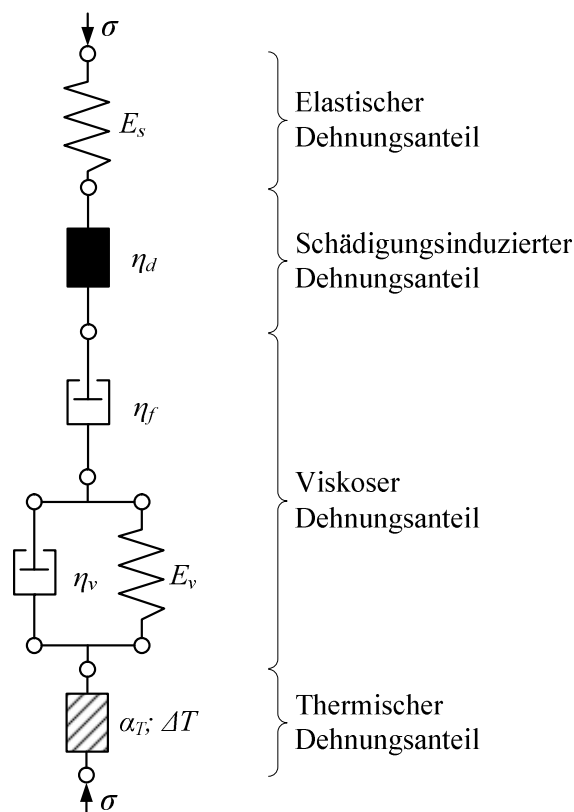 σ
E_s
Elastischer
Dehnungsanteil
η_d
Schädigungsinduzierter
Dehnungsanteil
η_f
Viskoser
Dehnungsanteil
η_v
E_v
α_T; ΔT
Thermischer
Dehnungsanteil
σ